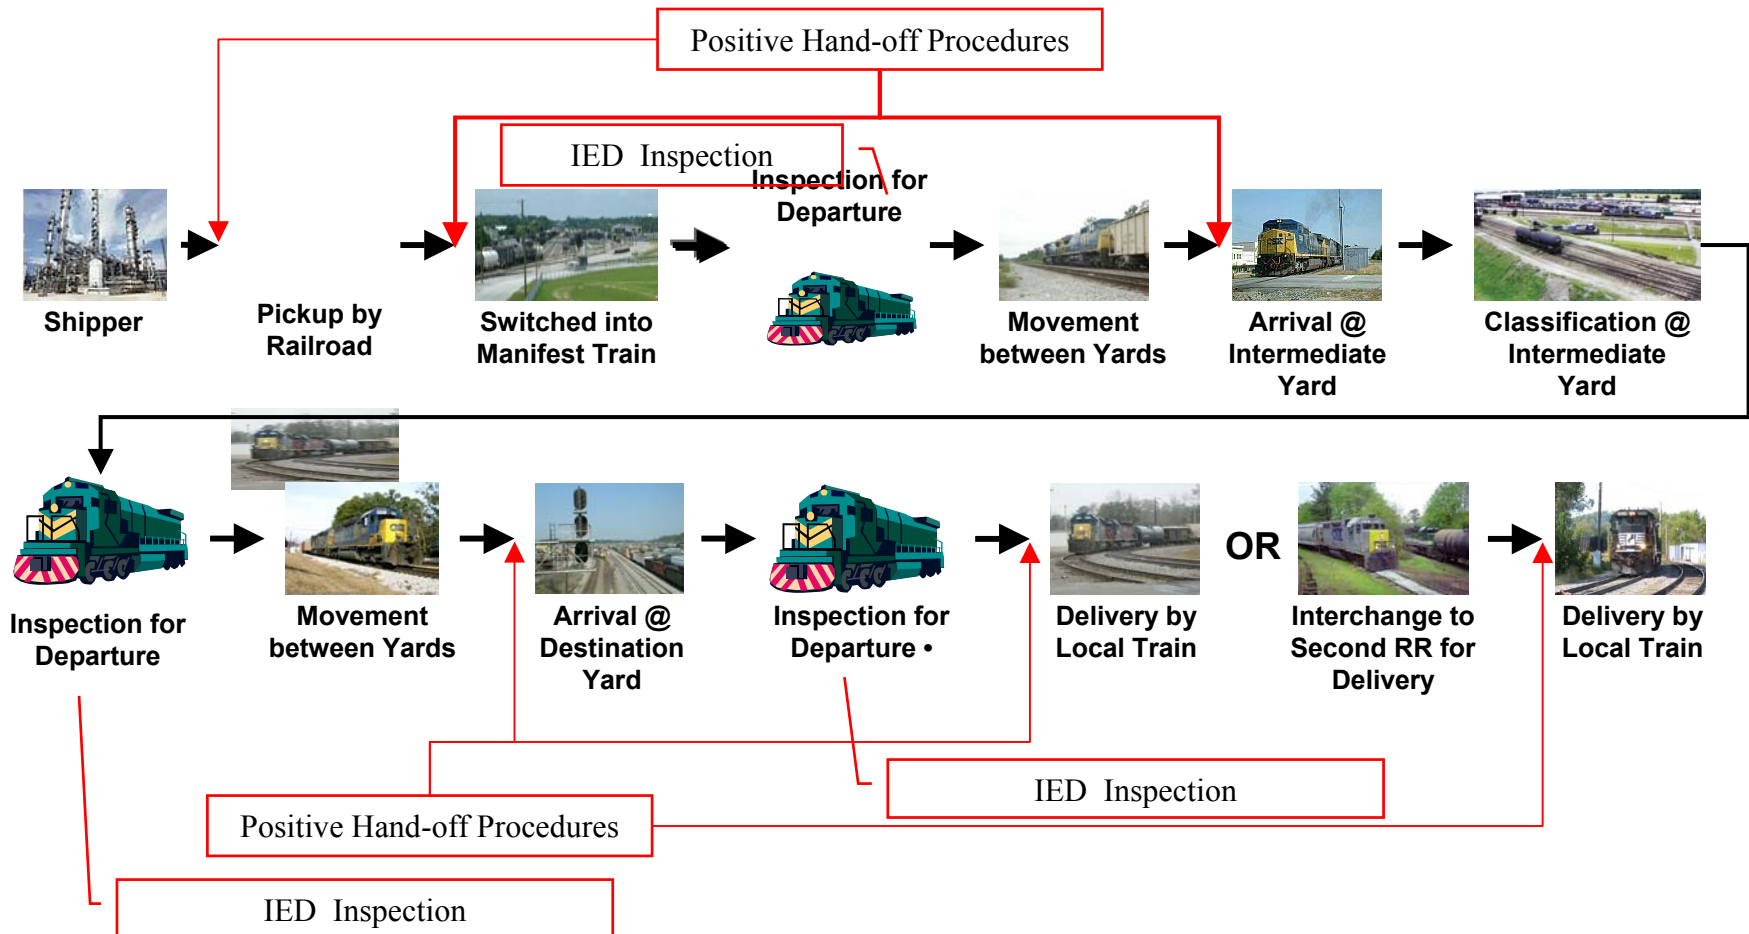 Positive Hand-off Procedures
IED Inspection
Inspection for
Departure
Shipper
Pickup by
Railroad
Switched into
Manifest Train
Movement
between Yards
Arrival @
Intermediate
Yard
Classification @
Intermediate
Yard
Inspection for
Departure
Movement
between Yards
Arrival @
Destination
Yard
Inspection for
Departure •
Delivery by
Local Train
OR
Interchange to
Second RR for
Delivery
Delivery by
Local Train
IED Inspection
Positive Hand-off Procedures
IED Inspection